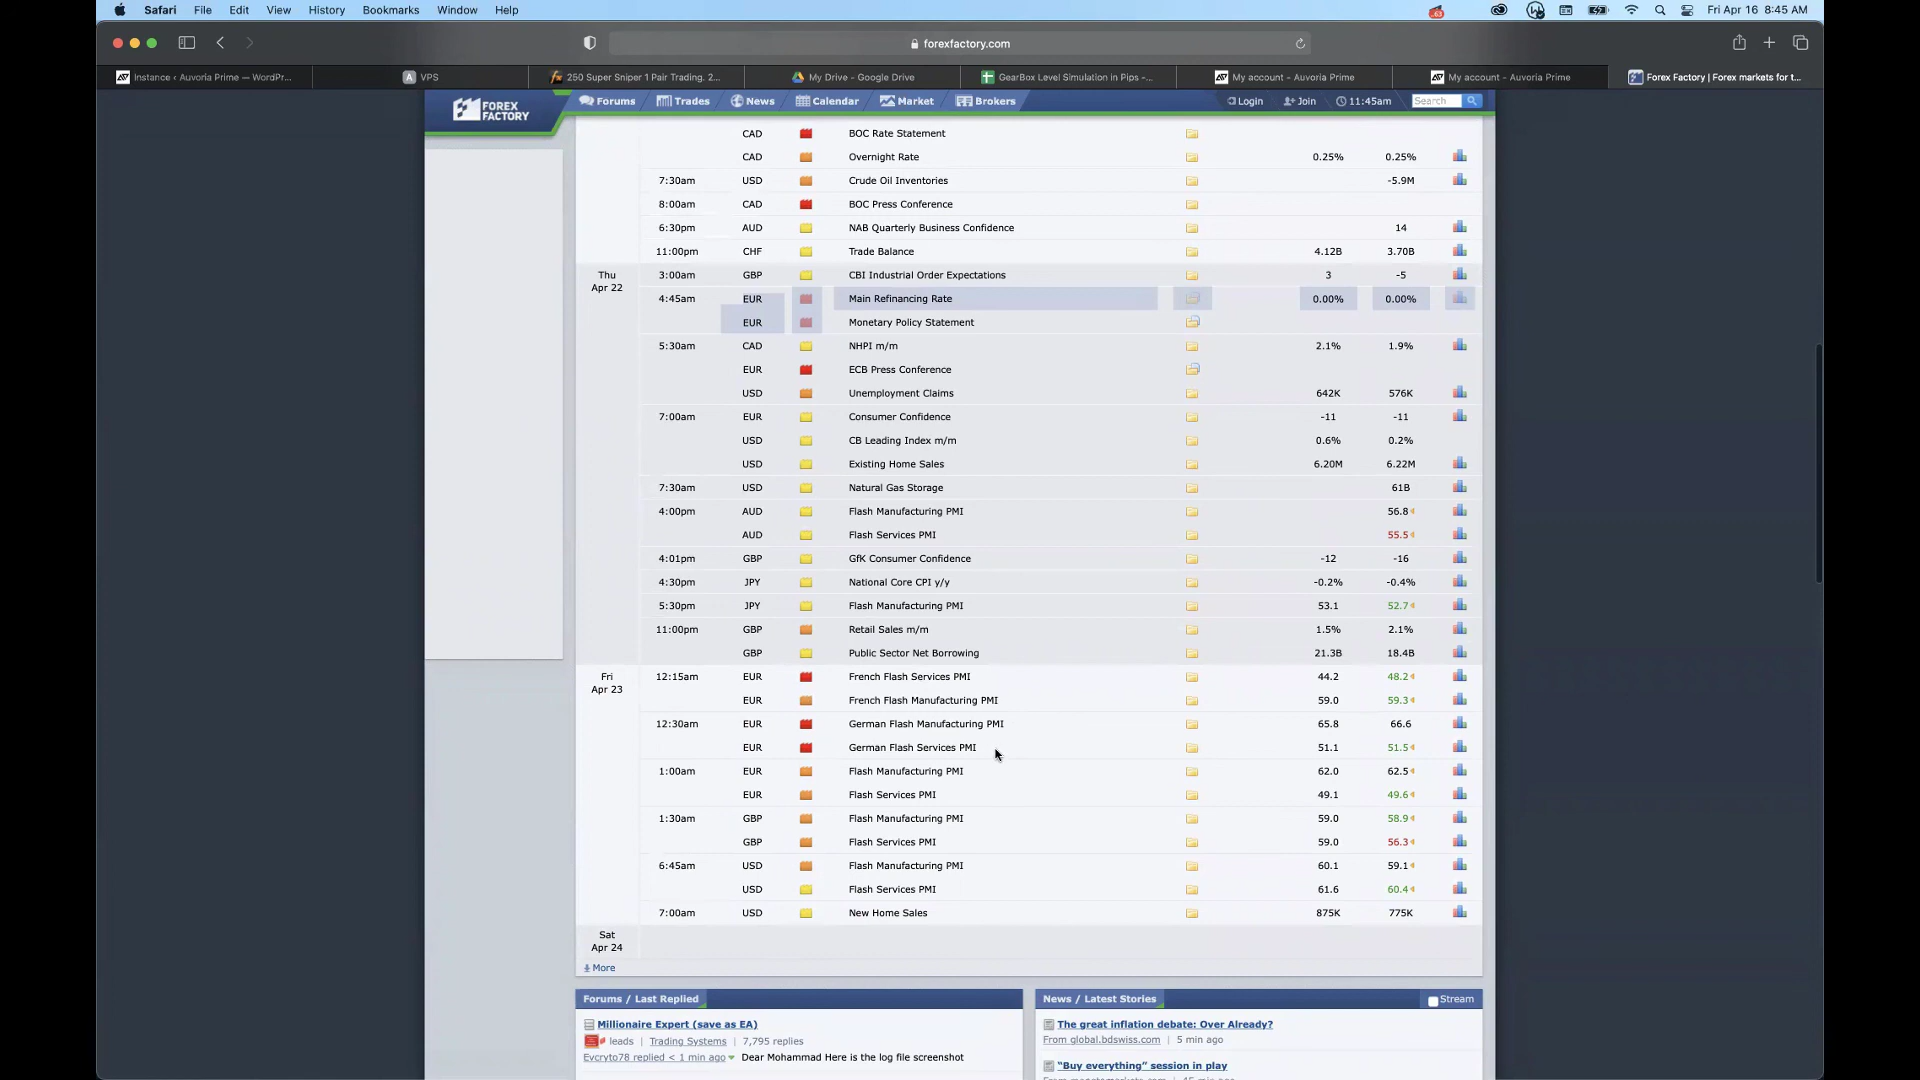 Safari File Edit View History Bookmarks Window Help Fri Apr 16 8:45 AM
forexfactory.com
Instance ‹ Auvoria Prime — WordPr... VPS 250 Super Sniper 1 Pair Trading. 2... My Drive - Google Drive GearBox Level Simulation in Pips -... My account - Auvoria Prime My account - Auvoria Prime Forex Factory | Forex markets for t...
FOREX FACTORY Forums Trades News Calendar Market Brokers Login Join 11:45am Search
CAD BOC Rate Statement
CAD Overnight Rate 0.25% 0.25%
7:30am USD Crude Oil Inventories -5.9M
8:00am CAD BOC Press Conference
6:30pm AUD NAB Quarterly Business Confidence 14
11:00pm CHF Trade Balance 4.12B 3.70B
Thu Apr 22 3:00am GBP CBI Industrial Order Expectations 3 -5
4:45am EUR Main Refinancing Rate 0.00% 0.00%
EUR Monetary Policy Statement
5:30am CAD NHPI m/m 2.1% 1.9%
EUR ECB Press Conference
USD Unemployment Claims 642K 576K
7:00am EUR Consumer Confidence -11 -11
USD CB Leading Index m/m 0.6% 0.2%
USD Existing Home Sales 6.20M 6.22M
7:30am USD Natural Gas Storage 61B
4:00pm AUD Flash Manufacturing PMI 56.8
AUD Flash Services PMI 55.5
4:01pm GBP GfK Consumer Confidence -12 -16
4:30pm JPY National Core CPI y/y -0.2% -0.4%
5:30pm JPY Flash Manufacturing PMI 53.1 52.7
11:00pm GBP Retail Sales m/m 1.5% 2.1%
GBP Public Sector Net Borrowing 21.3B 18.4B
Fri Apr 23 12:15am EUR French Flash Services PMI 44.2 48.2
EUR French Flash Manufacturing PMI 59.0 59.3
12:30am EUR German Flash Manufacturing PMI 65.8 66.6
EUR German Flash Services PMI 51.1 51.5
1:00am EUR Flash Manufacturing PMI 62.0 62.5
EUR Flash Services PMI 49.1 49.6
1:30am GBP Flash Manufacturing PMI 59.0 58.9
GBP Flash Services PMI 59.0 56.3
6:45am USD Flash Manufacturing PMI 60.1 59.1
USD Flash Services PMI 61.6 60.4
7:00am USD New Home Sales 875K 775K
Sat Apr 24
More
Forums / Last Replied News / Latest Stories Stream
Millionaire Expert (save as EA) The great inflation debate: Over Already?
leads | Trading Systems | 7,795 replies From global.bdswiss.com | 5 min ago
Evcryto78 replied < 1 min ago Dear Mohammad Here is the log file screenshot
"Buy everything" session in play